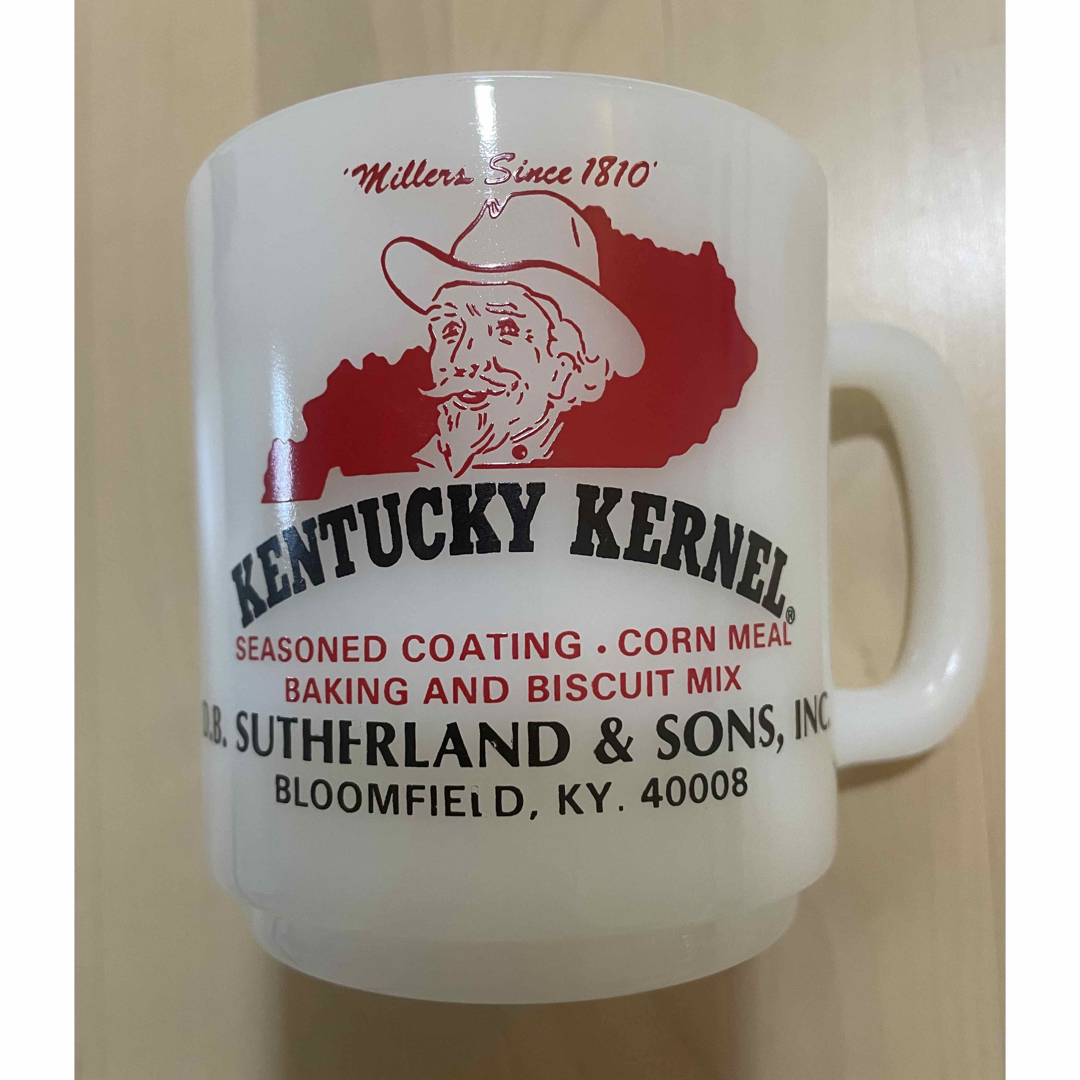 'Millers Since 1810'
KENTUCKY KERNEL®
SEASONED COATING • CORN MEAL
BAKING AND BISCUIT MIX
D.B. SUTHERLAND & SONS, INC.
BLOOMFIELD, KY. 40008